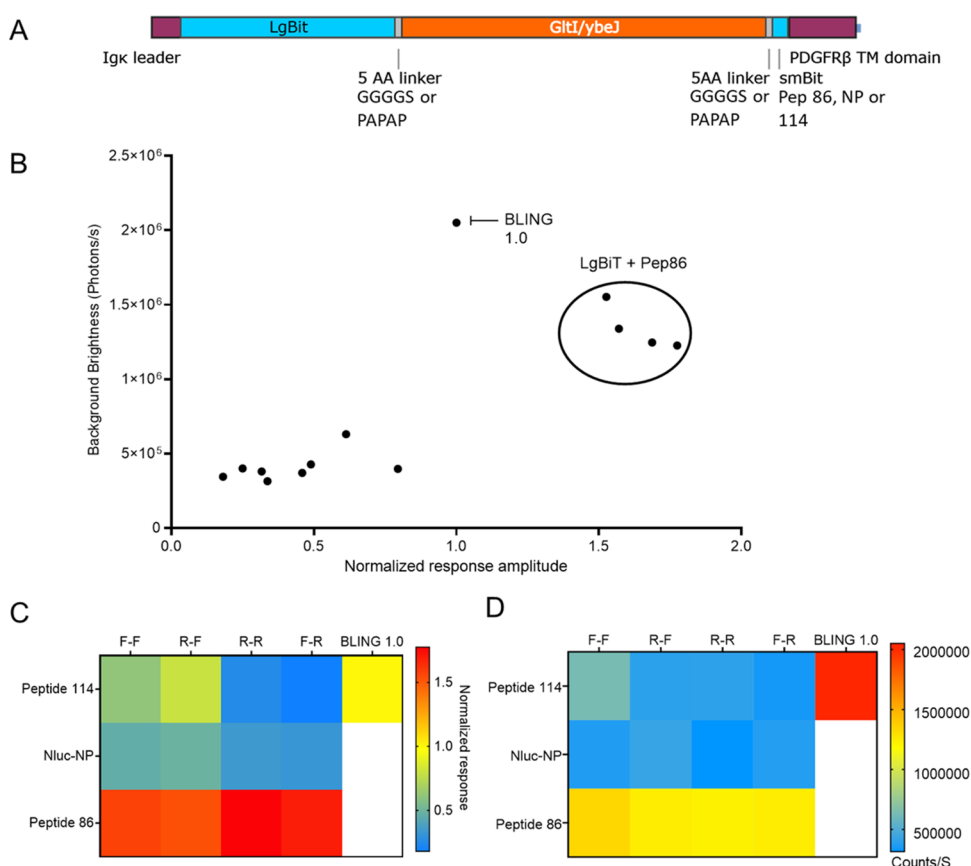 A
LgBit
GltI/ybeJ
Igκ leader
PDGFRβ TM domain
5 AA linker
GGGGS or
PAPAP
5AA linker
GGGGS or
PAPAP
smBit
Pep 86, NP or
114
B
Background Brightness (Photons/s)
2.5×10⁶
2×10⁶
1.5×10⁶
1×10⁶
5×10⁵
0
BLING
1.0
LgBiT + Pep86
0.0 0.5 1.0 1.5 2.0
Normalized response amplitude
C
F-F R-F R-R F-R BLING 1.0
Peptide 114
Nluc-NP
Peptide 86
1.5
1.0
0.5
Normalized response
D
F-F R-F R-R F-R BLING 1.0
Peptide 114
Nluc-NP
Peptide 86
2000000
1500000
1000000
500000
Counts/S